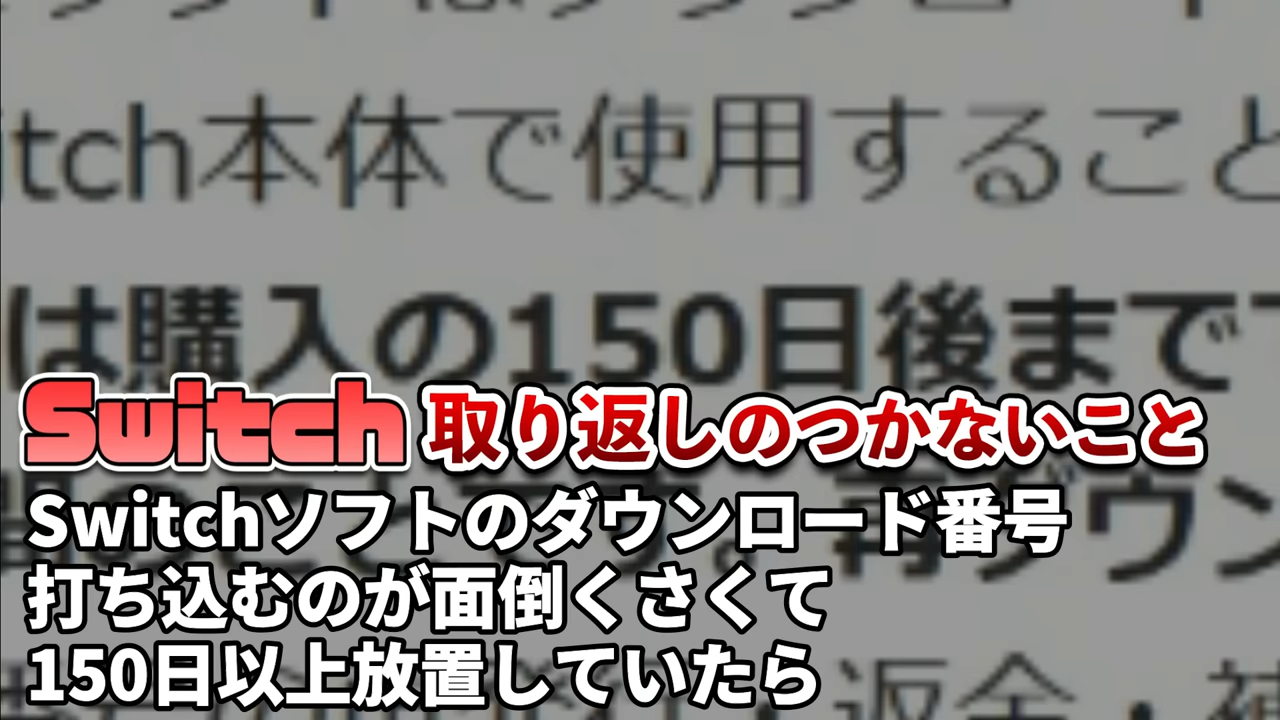 itch本体で使用すること
は購入の150日後まで
Switch 取り返しのつかないこと
Switchソフトのダウンロード番号
打ち込むのが面倒くさくて
150日以上放置していたら